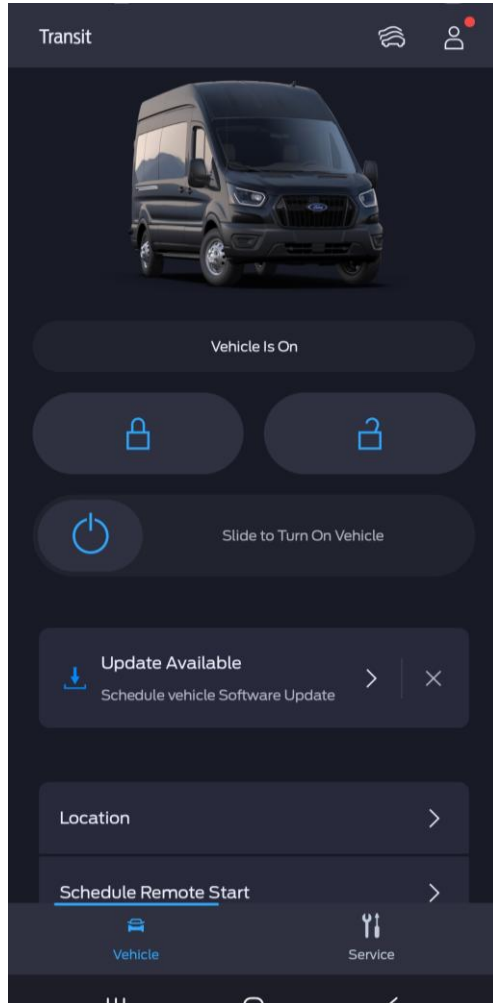 Transit
Vehicle Is On
Slide to Turn On Vehicle
Update Available
Schedule vehicle Software Update
Location
Schedule Remote Start
Vehicle
Service